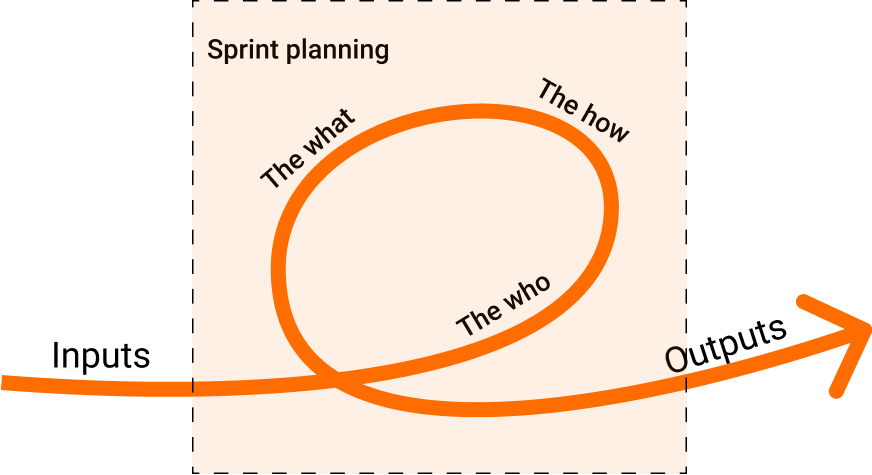 Sprint planning
The what
The how
The who
Inputs
Outputs